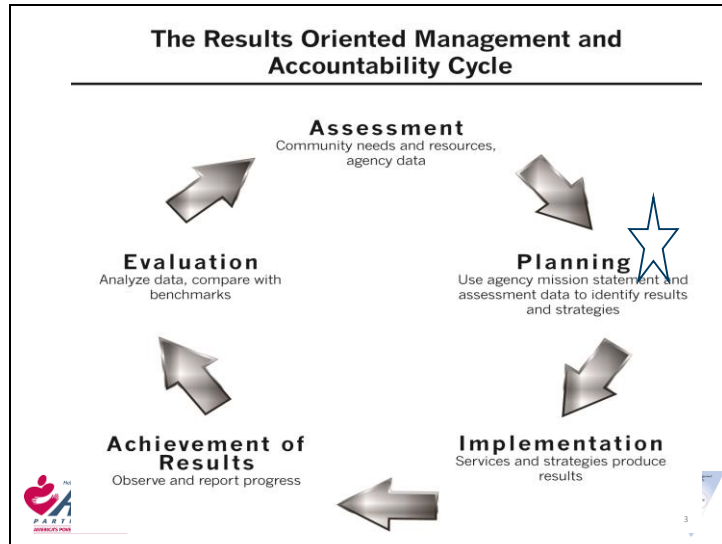 The Results Oriented Management and
Accountability Cycle
Assessment
Community needs and resources,
agency data
Evaluation
Analyze data, compare with
benchmarks
Planning
Use agency mission statement and
assessment data to identify results
and strategies
Achievement of
Results
Observe and report progress
Implementation
Services and strategies produce
results
3